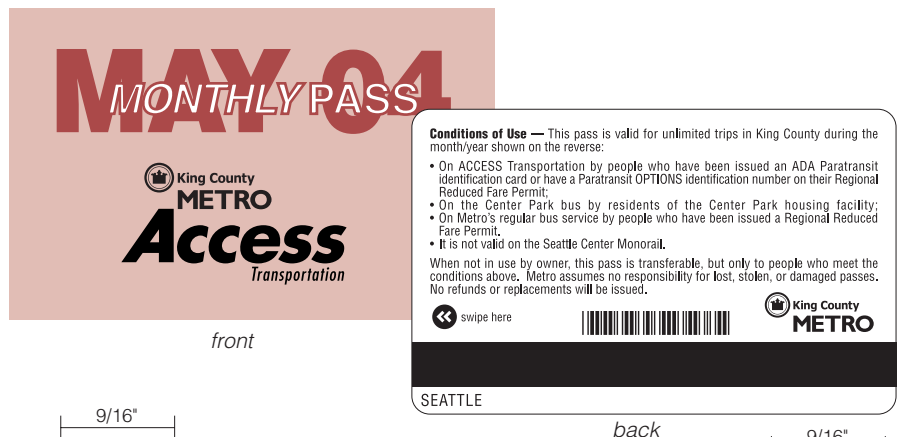 MAY 04
MONTHLY PASS
King County
METRO
Access
Transportation
front
Conditions of Use — This pass is valid for unlimited trips in King County during the
month/year shown on the reverse:
• On ACCESS Transportation by people who have been issued an ADA Paratransit
identification card or have a Paratransit OPTIONS identification number on their Regional
Reduced Fare Permit;
• On the Center Park bus by residents of the Center Park housing facility;
• On Metro's regular bus service by people who have been issued a Regional Reduced
Fare Permit.
• It is not valid on the Seattle Center Monorail.
When not in use by owner, this pass is transferable, but only to people who meet the
conditions above. Metro assumes no responsibility for lost, stolen, or damaged passes.
No refunds or replacements will be issued.
swipe here
King County
METRO
SEATTLE
back
9/16"
9/16"